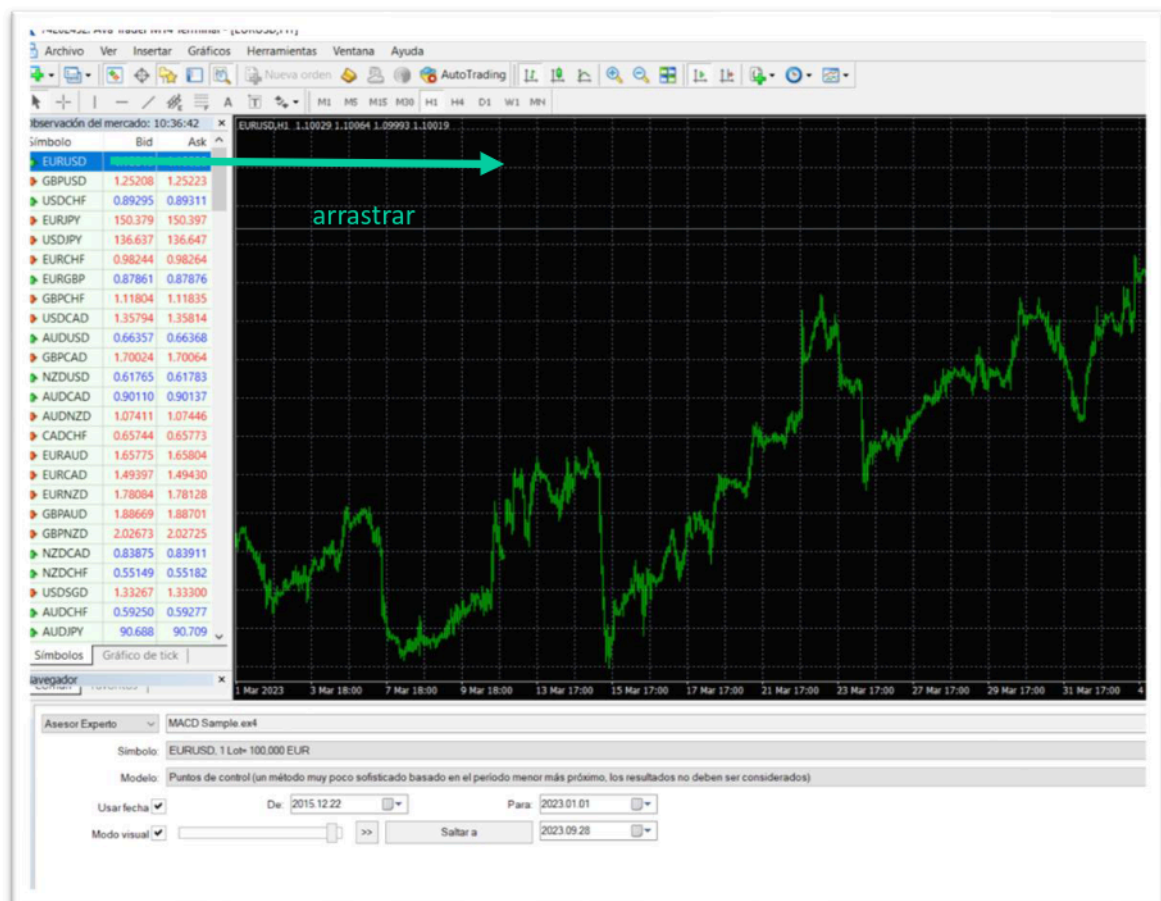 74202452: Ava Trader MT4 Terminal - [EURUSD,H1]
Archivo Ver Insertar Gráficos Herramientas Ventana Ayuda
Nueva orden AutoTrading
A T M1 M5 M15 M30 H1 H4 D1 W1 MN
Observación del mercado: 10:36:42
Símbolo Bid Ask
EURUSD
GBPUSD 1.25208 1.25223
USDCHF 0.89295 0.89311
EURJPY 150.379 150.397
USDJPY 136.637 136.647
EURCHF 0.98244 0.98264
EURGBP 0.87861 0.87876
GBPCHF 1.11804 1.11835
USDCAD 1.35794 1.35814
AUDUSD 0.66357 0.66368
GBPCAD 1.70024 1.70064
NZDUSD 0.61765 0.61783
AUDCAD 0.90110 0.90137
AUDNZD 1.07411 1.07446
CADCHF 0.65744 0.65773
EURAUD 1.65775 1.65804
EURCAD 1.49397 1.49430
EURNZD 1.78084 1.78128
GBPAUD 1.88669 1.88701
GBPNZD 2.02673 2.02725
NZDCAD 0.83875 0.83911
NZDCHF 0.55149 0.55182
USDSGD 1.33267 1.33300
AUDCHF 0.59250 0.59277
AUDJPY 90.688 90.709
Símbolos Gráfico de tick
Navegador
EURUSD,H1 1.10029 1.10064 1.09993 1.10019
arrastrar
1 Mar 2023 3 Mar 18:00 7 Mar 18:00 9 Mar 18:00 13 Mar 17:00 15 Mar 17:00 17 Mar 17:00 21 Mar 17:00 23 Mar 17:00 27 Mar 17:00 29 Mar 17:00 31 Mar 17:00 4
Asesor Experto MACD Sample.ex4
Símbolo: EURUSD, 1 Lot= 100,000 EUR
Modelo: Puntos de control (un método muy poco sofisticado basado en el período menor más próximo, los resultados no deben ser considerados)
Usar fecha De: 2015.12.22 Para: 2023.01.01
Modo visual >> Saltar a 2023.09.28